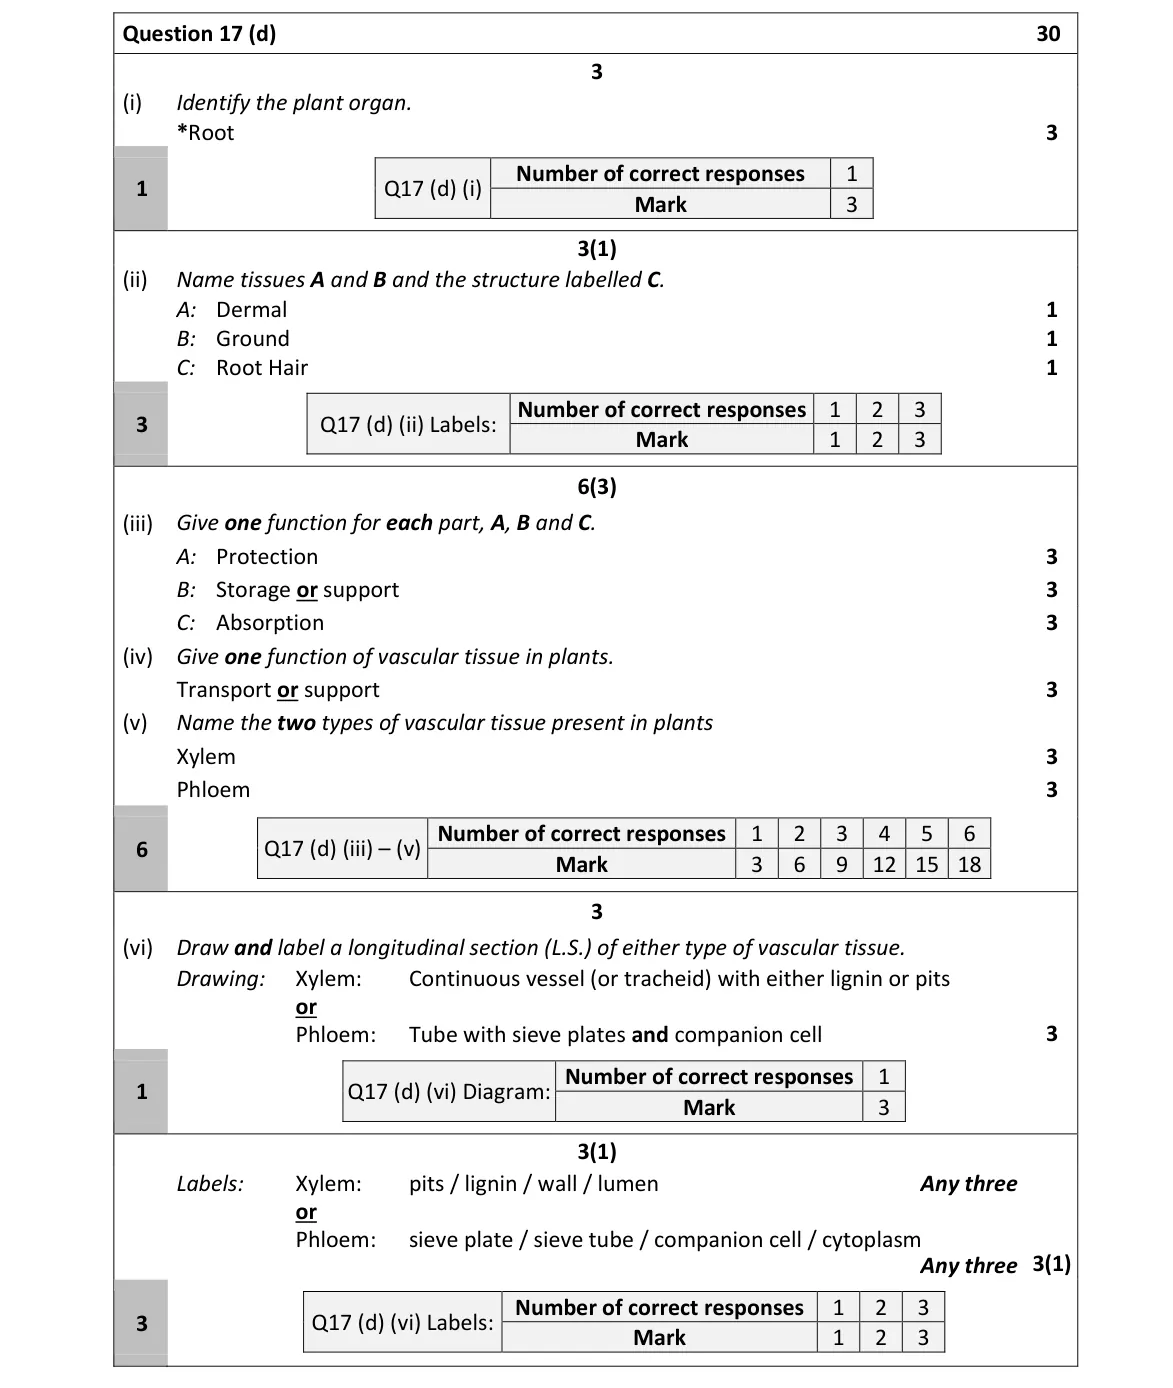 Question 17 (d) 30
3
(i) Identify the plant organ.
*Root 3
1
Q17 (d) (i) Number of correct responses 1
Mark 3
3(1)
(ii) Name tissues A and B and the structure labelled C.
A: Dermal 1
B: Ground 1
C: Root Hair 1
3
Q17 (d) (ii) Labels: Number of correct responses 1 2 3
Mark 1 2 3
6(3)
(iii) Give one function for each part, A, B and C.
A: Protection 3
B: Storage or support 3
C: Absorption 3
(iv) Give one function of vascular tissue in plants.
Transport or support 3
(v) Name the two types of vascular tissue present in plants
Xylem 3
Phloem 3
6
Q17 (d) (iii) – (v) Number of correct responses 1 2 3 4 5 6
Mark 3 6 9 12 15 18
3
(vi) Draw and label a longitudinal section (L.S.) of either type of vascular tissue.
Drawing: Xylem: Continuous vessel (or tracheid) with either lignin or pits
or
Phloem: Tube with sieve plates and companion cell 3
1
Q17 (d) (vi) Diagram: Number of correct responses 1
Mark 3
3(1)
Labels: Xylem: pits / lignin / wall / lumen Any three
or
Phloem: sieve plate / sieve tube / companion cell / cytoplasm
Any three 3(1)
3
Q17 (d) (vi) Labels: Number of correct responses 1 2 3
Mark 1 2 3